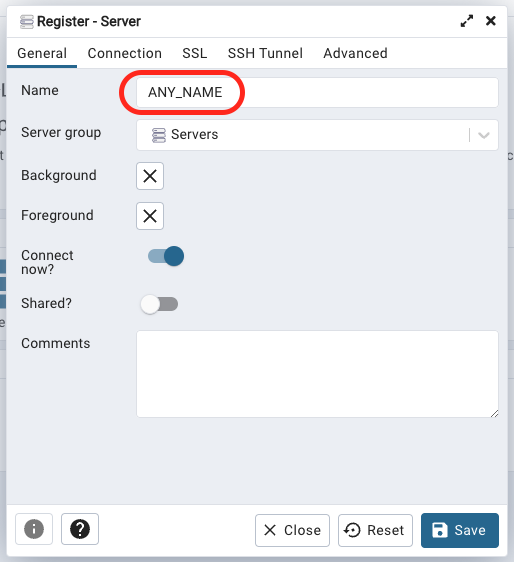 Register - Server
General Connection SSL SSH Tunnel Advanced
Name ANY_NAME
Server group Servers
Background
Foreground
Connect
now?
Shared?
Comments
Close Reset Save